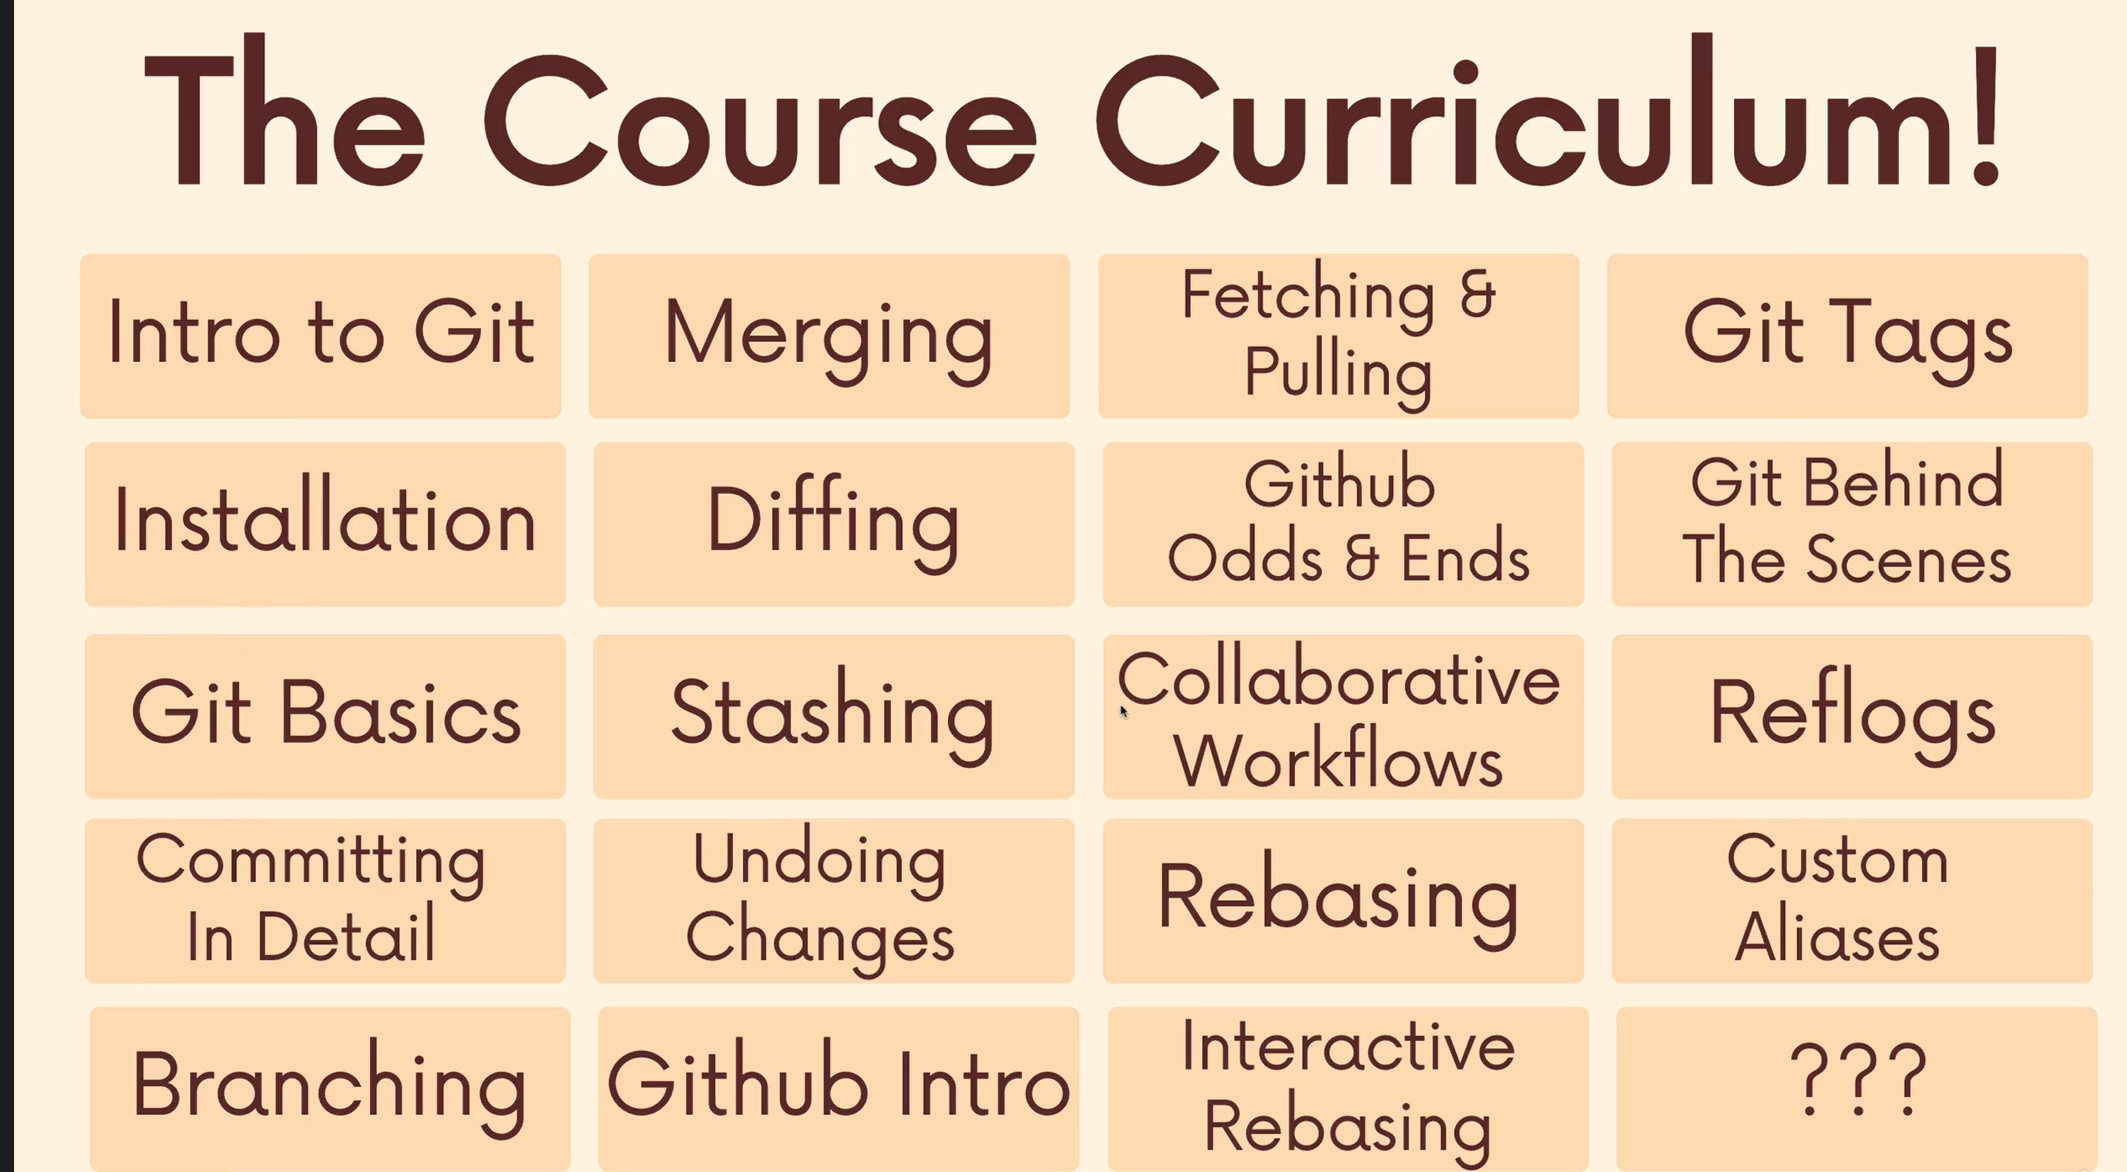 The Course Curriculum!
Intro to Git
Merging
Fetching &
Pulling
Git Tags
Installation
Diffing
Github
Odds & Ends
Git Behind
The Scenes
Git Basics
Stashing
Collaborative
Workflows
Reflogs
Committing
In Detail
Undoing
Changes
Rebasing
Custom
Aliases
Branching
Github Intro
Interactive
Rebasing
???